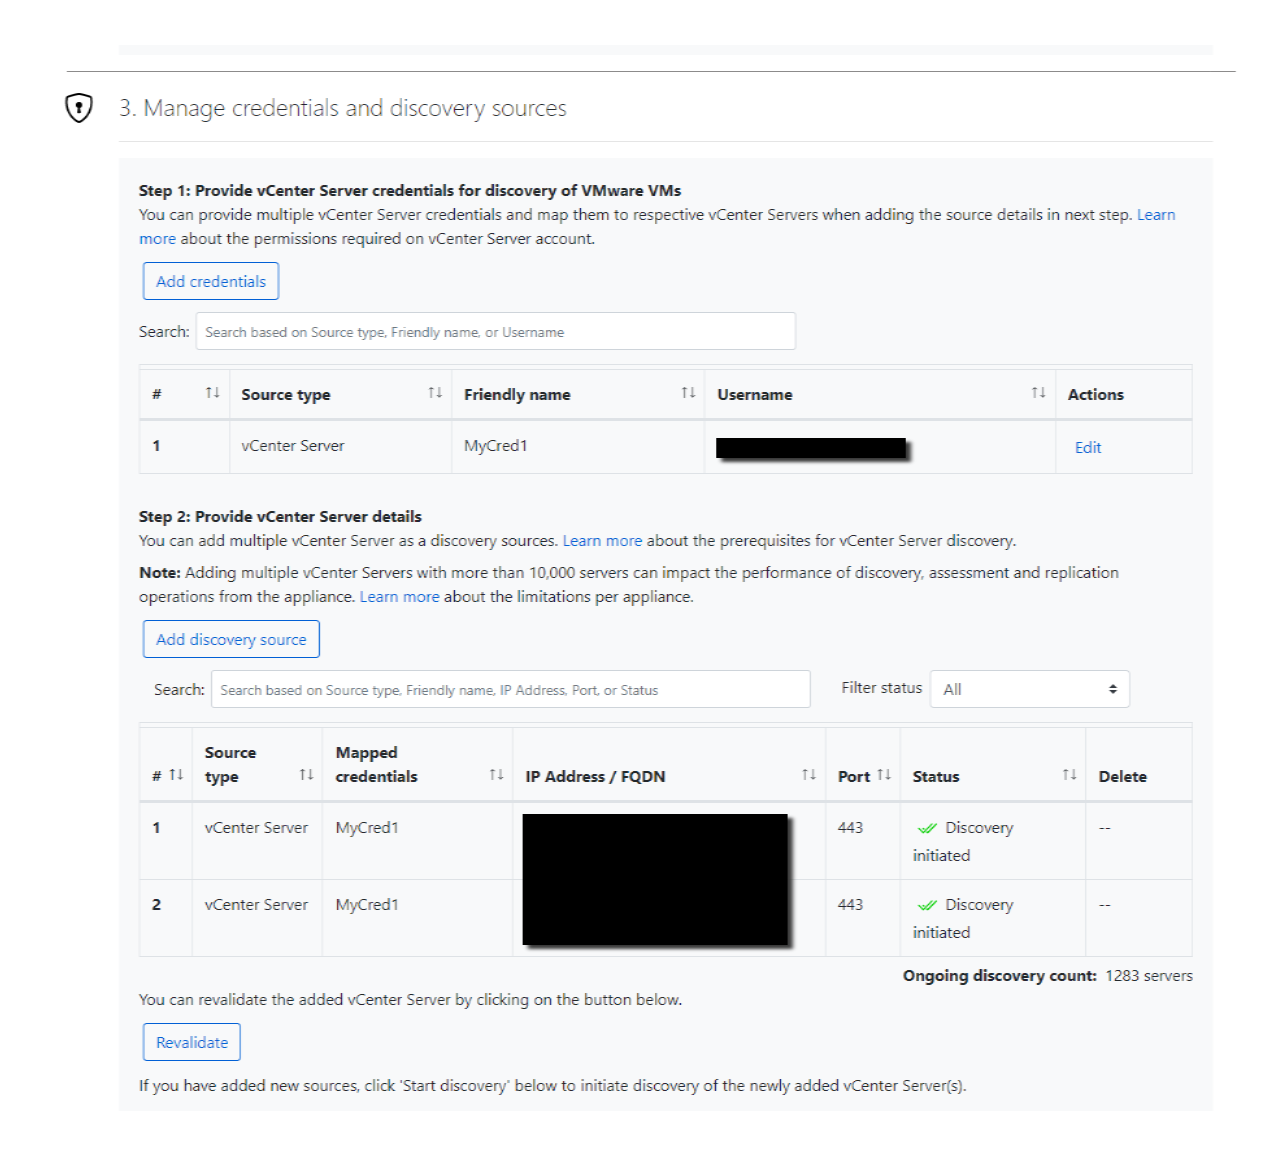 3. Manage credentials and discovery sources
Step 1: Provide vCenter Server credentials for discovery of VMware VMs
You can provide multiple vCenter Server credentials and map them to respective vCenter Servers when adding the source details in next step. Learn
more about the permissions required on vCenter Server account.
Add credentials
Search: Search based on Source type, Friendly name, or Username
# ↑↓ Source type ↑↓ Friendly name ↑↓ Username ↑↓ Actions
1 vCenter Server MyCred1 Edit
Step 2: Provide vCenter Server details
You can add multiple vCenter Server as a discovery sources. Learn more about the prerequisites for vCenter Server discovery.
Note: Adding multiple vCenter Servers with more than 10,000 servers can impact the performance of discovery, assessment and replication
operations from the appliance. Learn more about the limitations per appliance.
Add discovery source
Search: Search based on Source type, Friendly name, IP Address, Port, or Status Filter status All
Source Mapped
# ↑↓ type ↑↓ credentials ↑↓ IP Address / FQDN ↑↓ Port ↑↓ Status ↑↓ Delete
1 vCenter Server MyCred1 443 Discovery --
initiated
2 vCenter Server MyCred1 443 Discovery --
initiated
Ongoing discovery count: 1283 servers
You can revalidate the added vCenter Server by clicking on the button below.
Revalidate
If you have added new sources, click 'Start discovery' below to initiate discovery of the newly added vCenter Server(s).